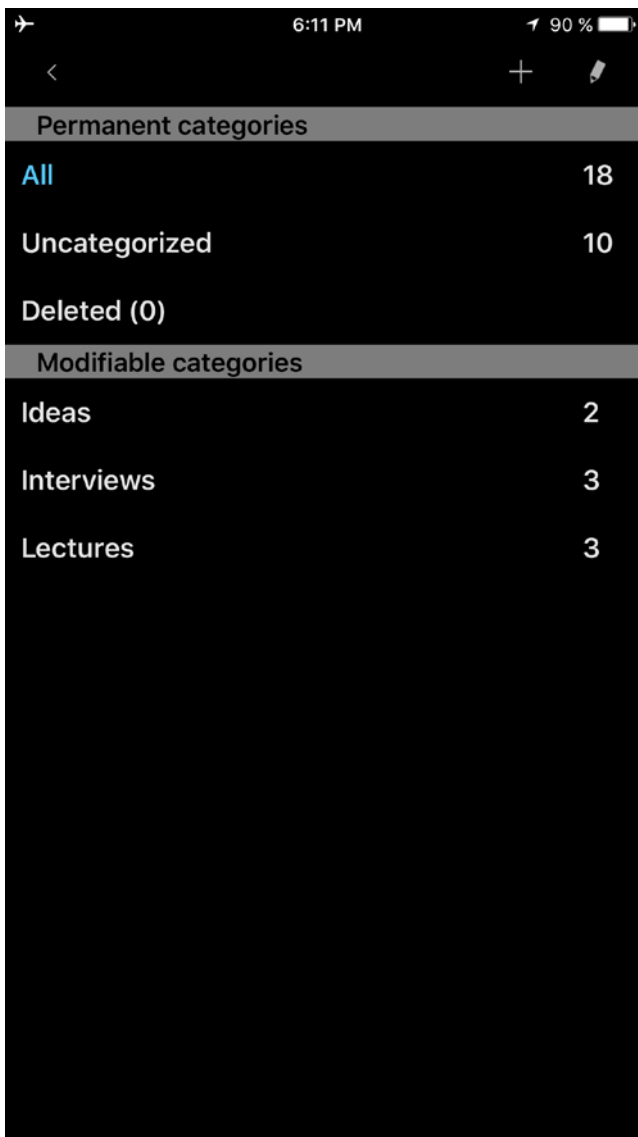 6:11 PM 90 %
Permanent categories
All 18
Uncategorized 10
Deleted (0)
Modifiable categories
Ideas 2
Interviews 3
Lectures 3